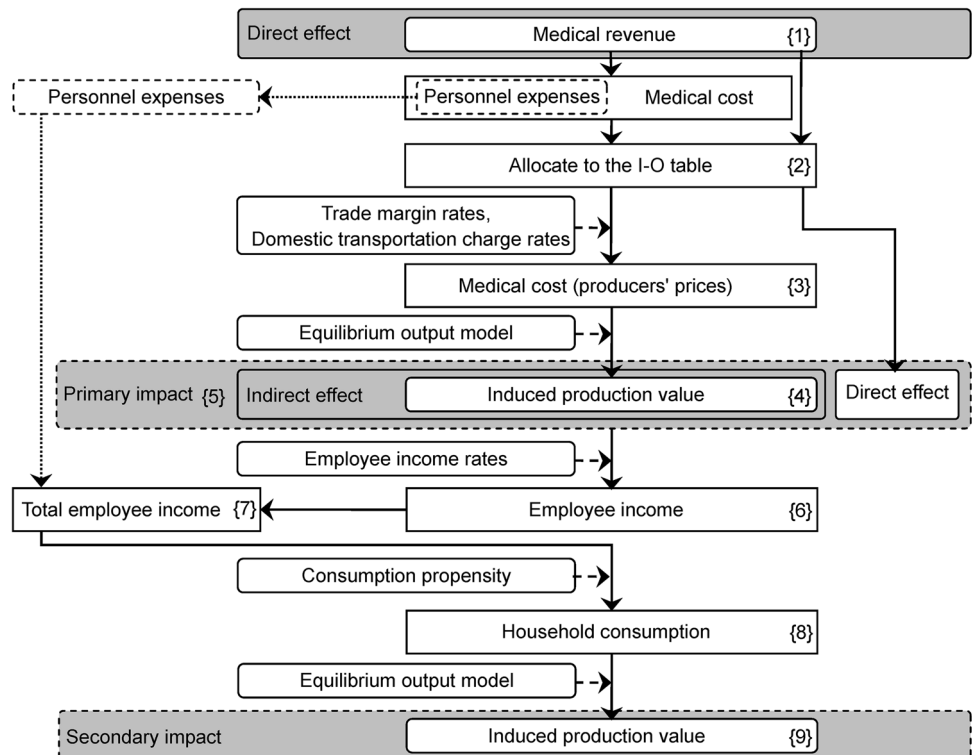 Direct effect
Medical revenue
{1}
Personnel expenses
Personnel expenses
Medical cost
Allocate to the I-O table
{2}
Trade margin rates,
Domestic transportation charge rates
Medical cost (producers' prices)
{3}
Equilibrium output model
Primary impact {5}
Indirect effect
Induced production value
{4}
Direct effect
Employee income rates
Total employee income {7}
Employee income
{6}
Consumption propensity
Household consumption
{8}
Equilibrium output model
Secondary impact
Induced production value
{9}